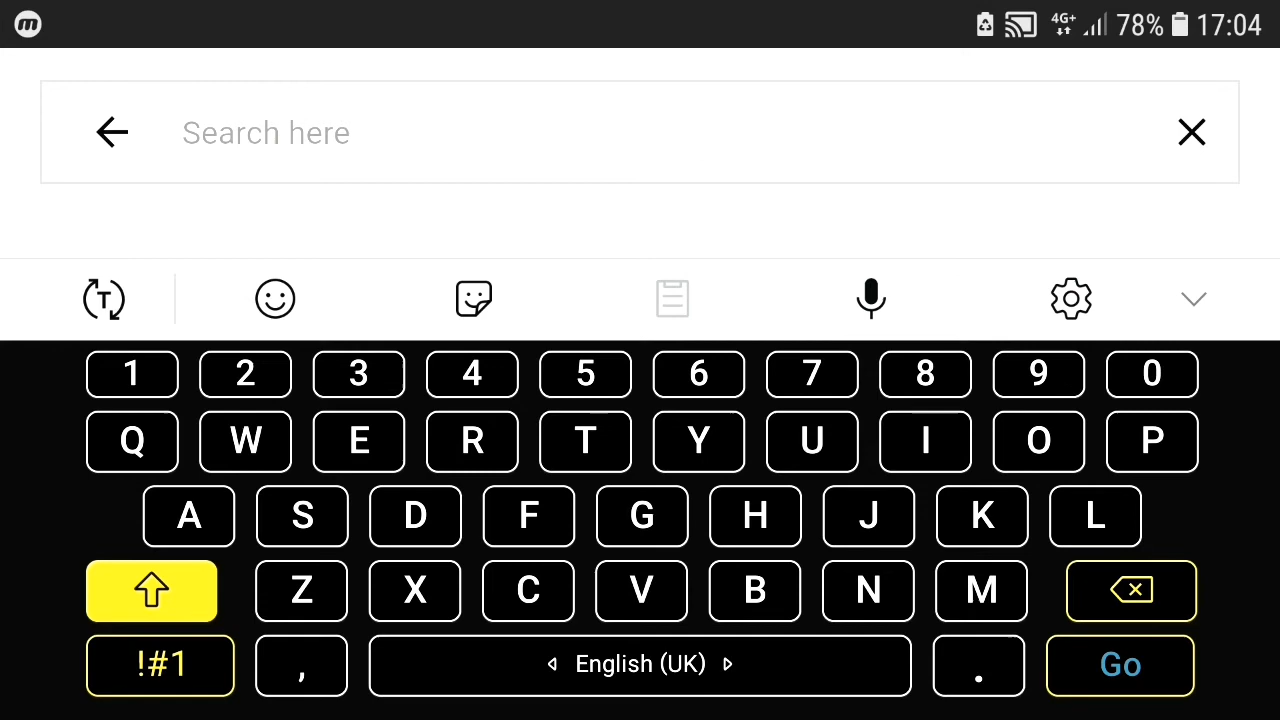 m 4G+ 78% 17:04
Search here
T
1 2 3 4 5 6 7 8 9 0
Q W E R T Y U I O P
A S D F G H J K L
Z X C V B N M
!#1 , English (UK) . Go